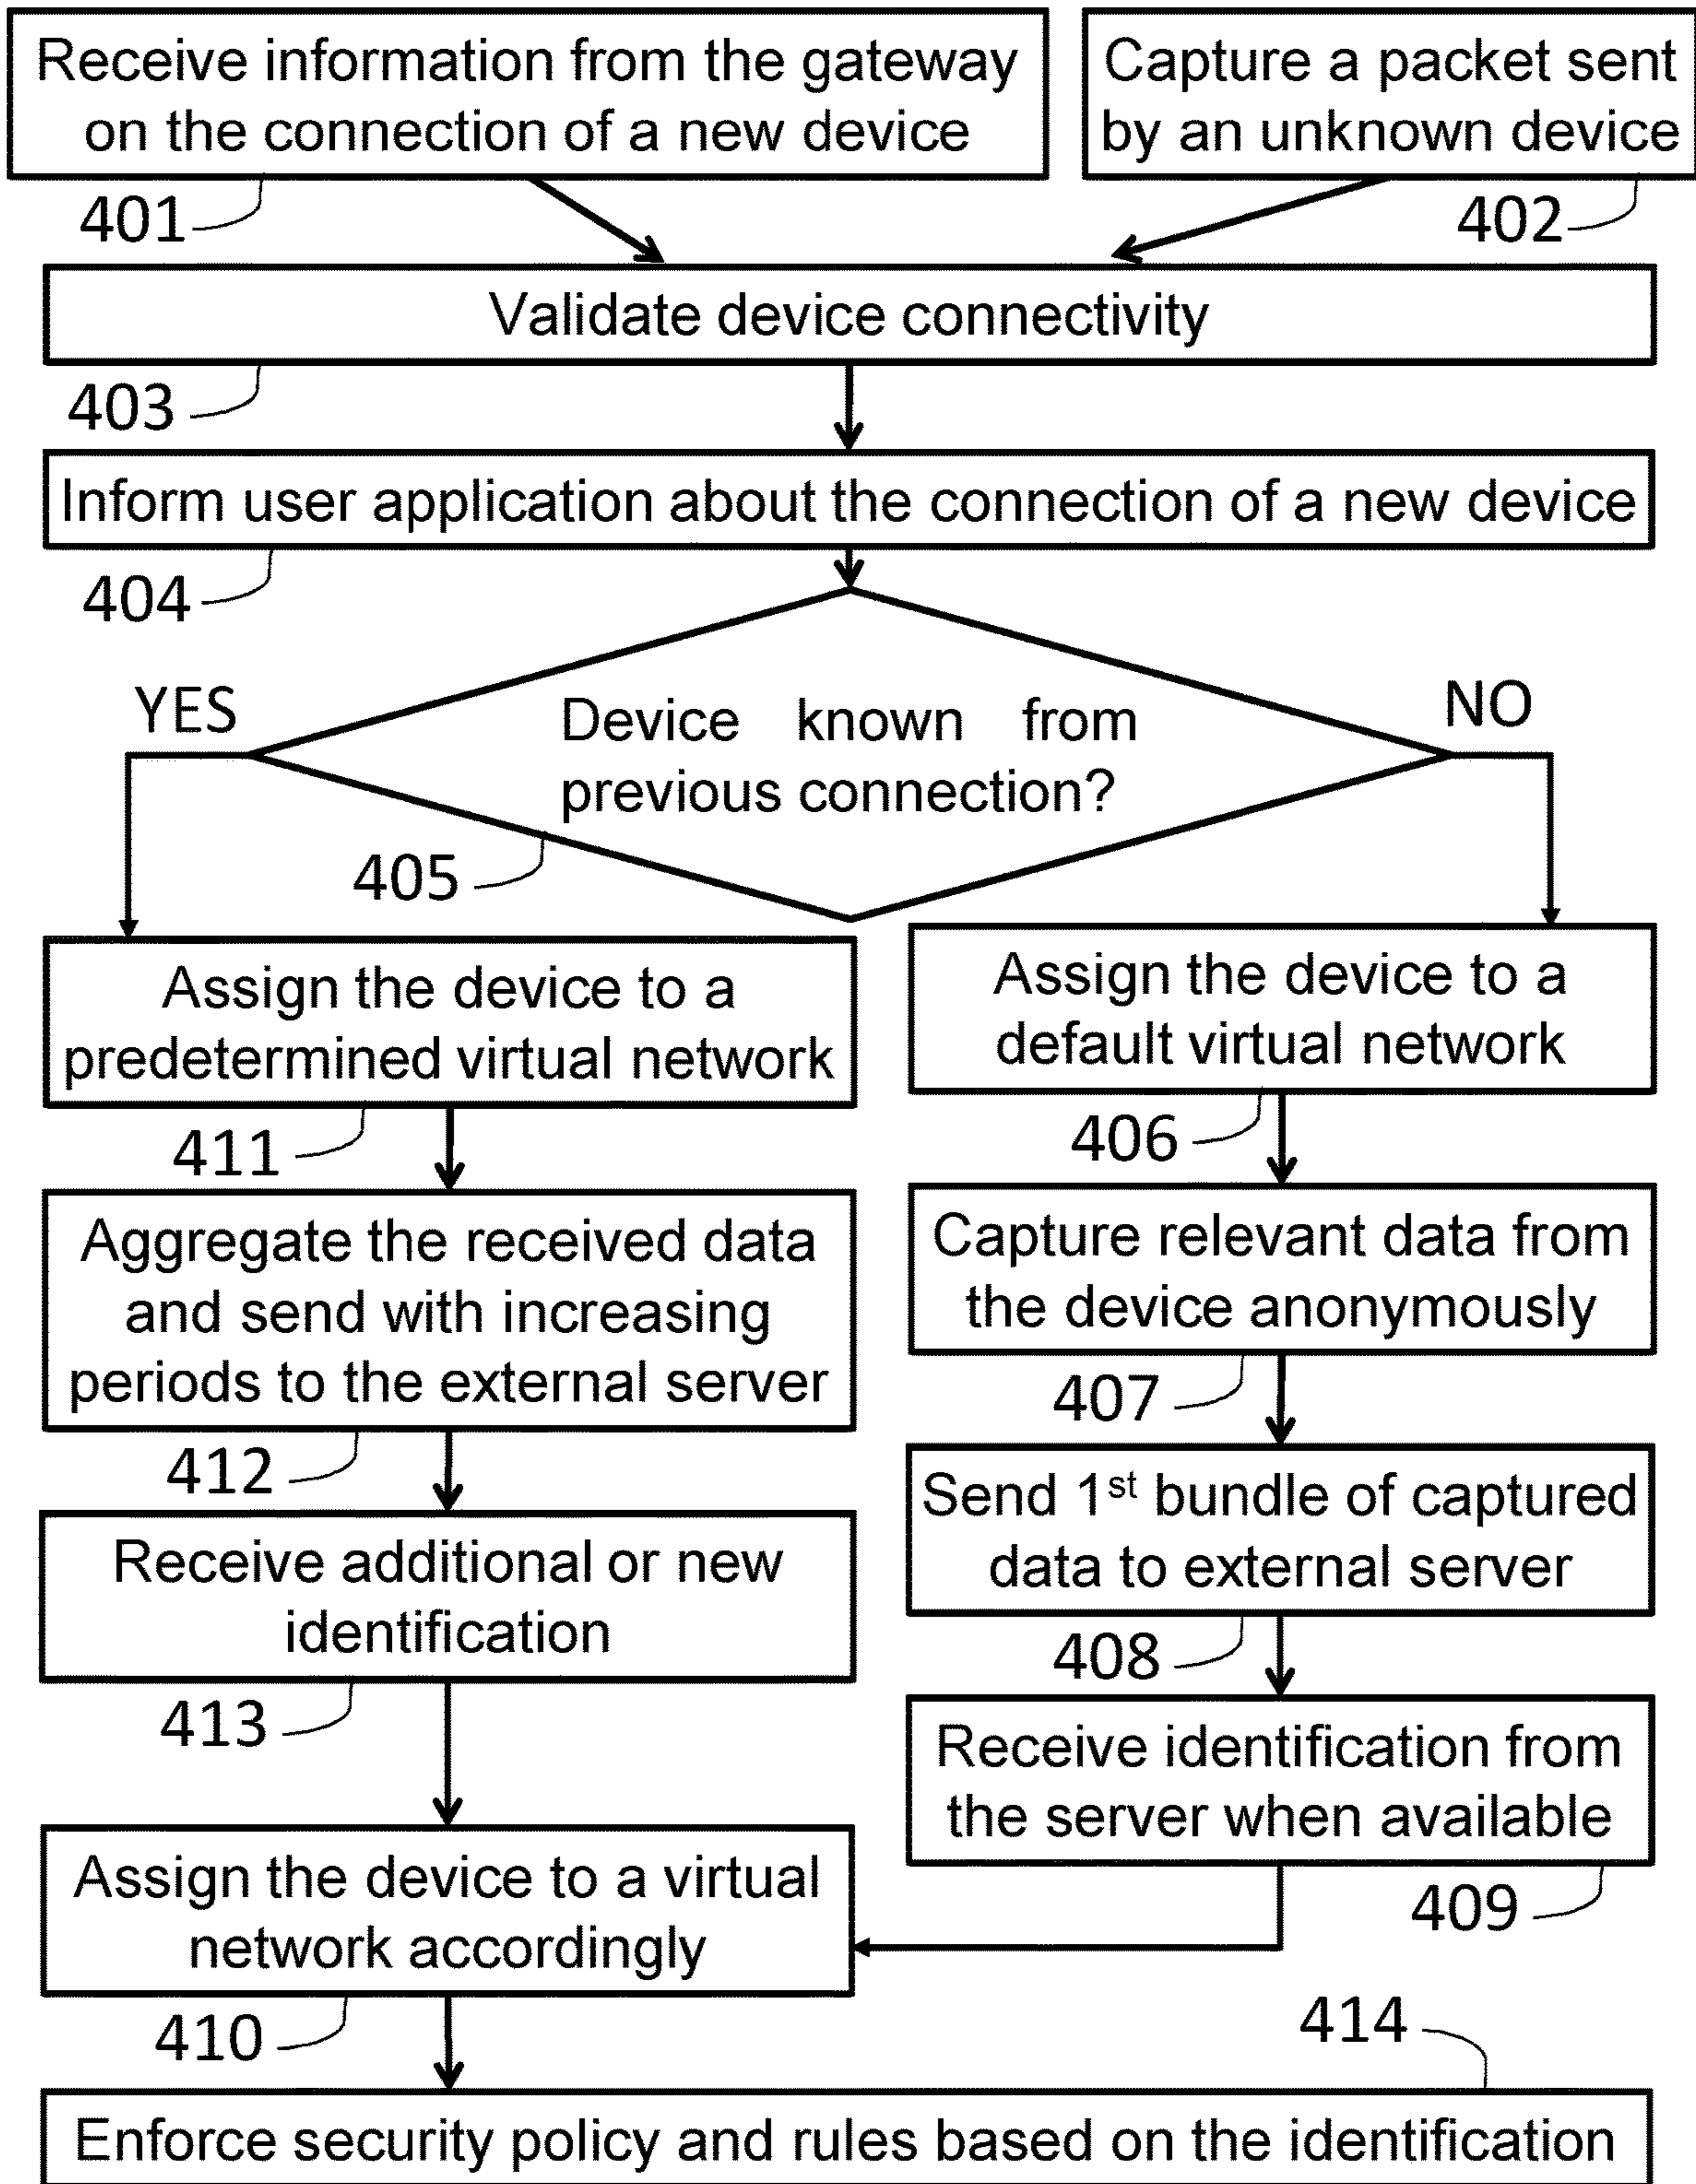 Receive information from the gateway
on the connection of a new device
401
Capture a packet sent
by an unknown device
402
Validate device connectivity
403
Inform user application about the connection of a new device
404
YES
NO
Device known from
previous connection?
405
Assign the device to a
predetermined virtual network
411
Assign the device to a
default virtual network
406
Aggregate the received data
and send with increasing
periods to the external server
412
Capture relevant data from
the device anonymously
407
Send 1st bundle of captured
data to external server
408
Receive additional or new
identification
413
Receive identification from
the server when available
409
Assign the device to a virtual
network accordingly
410
414
Enforce security policy and rules based on the identification